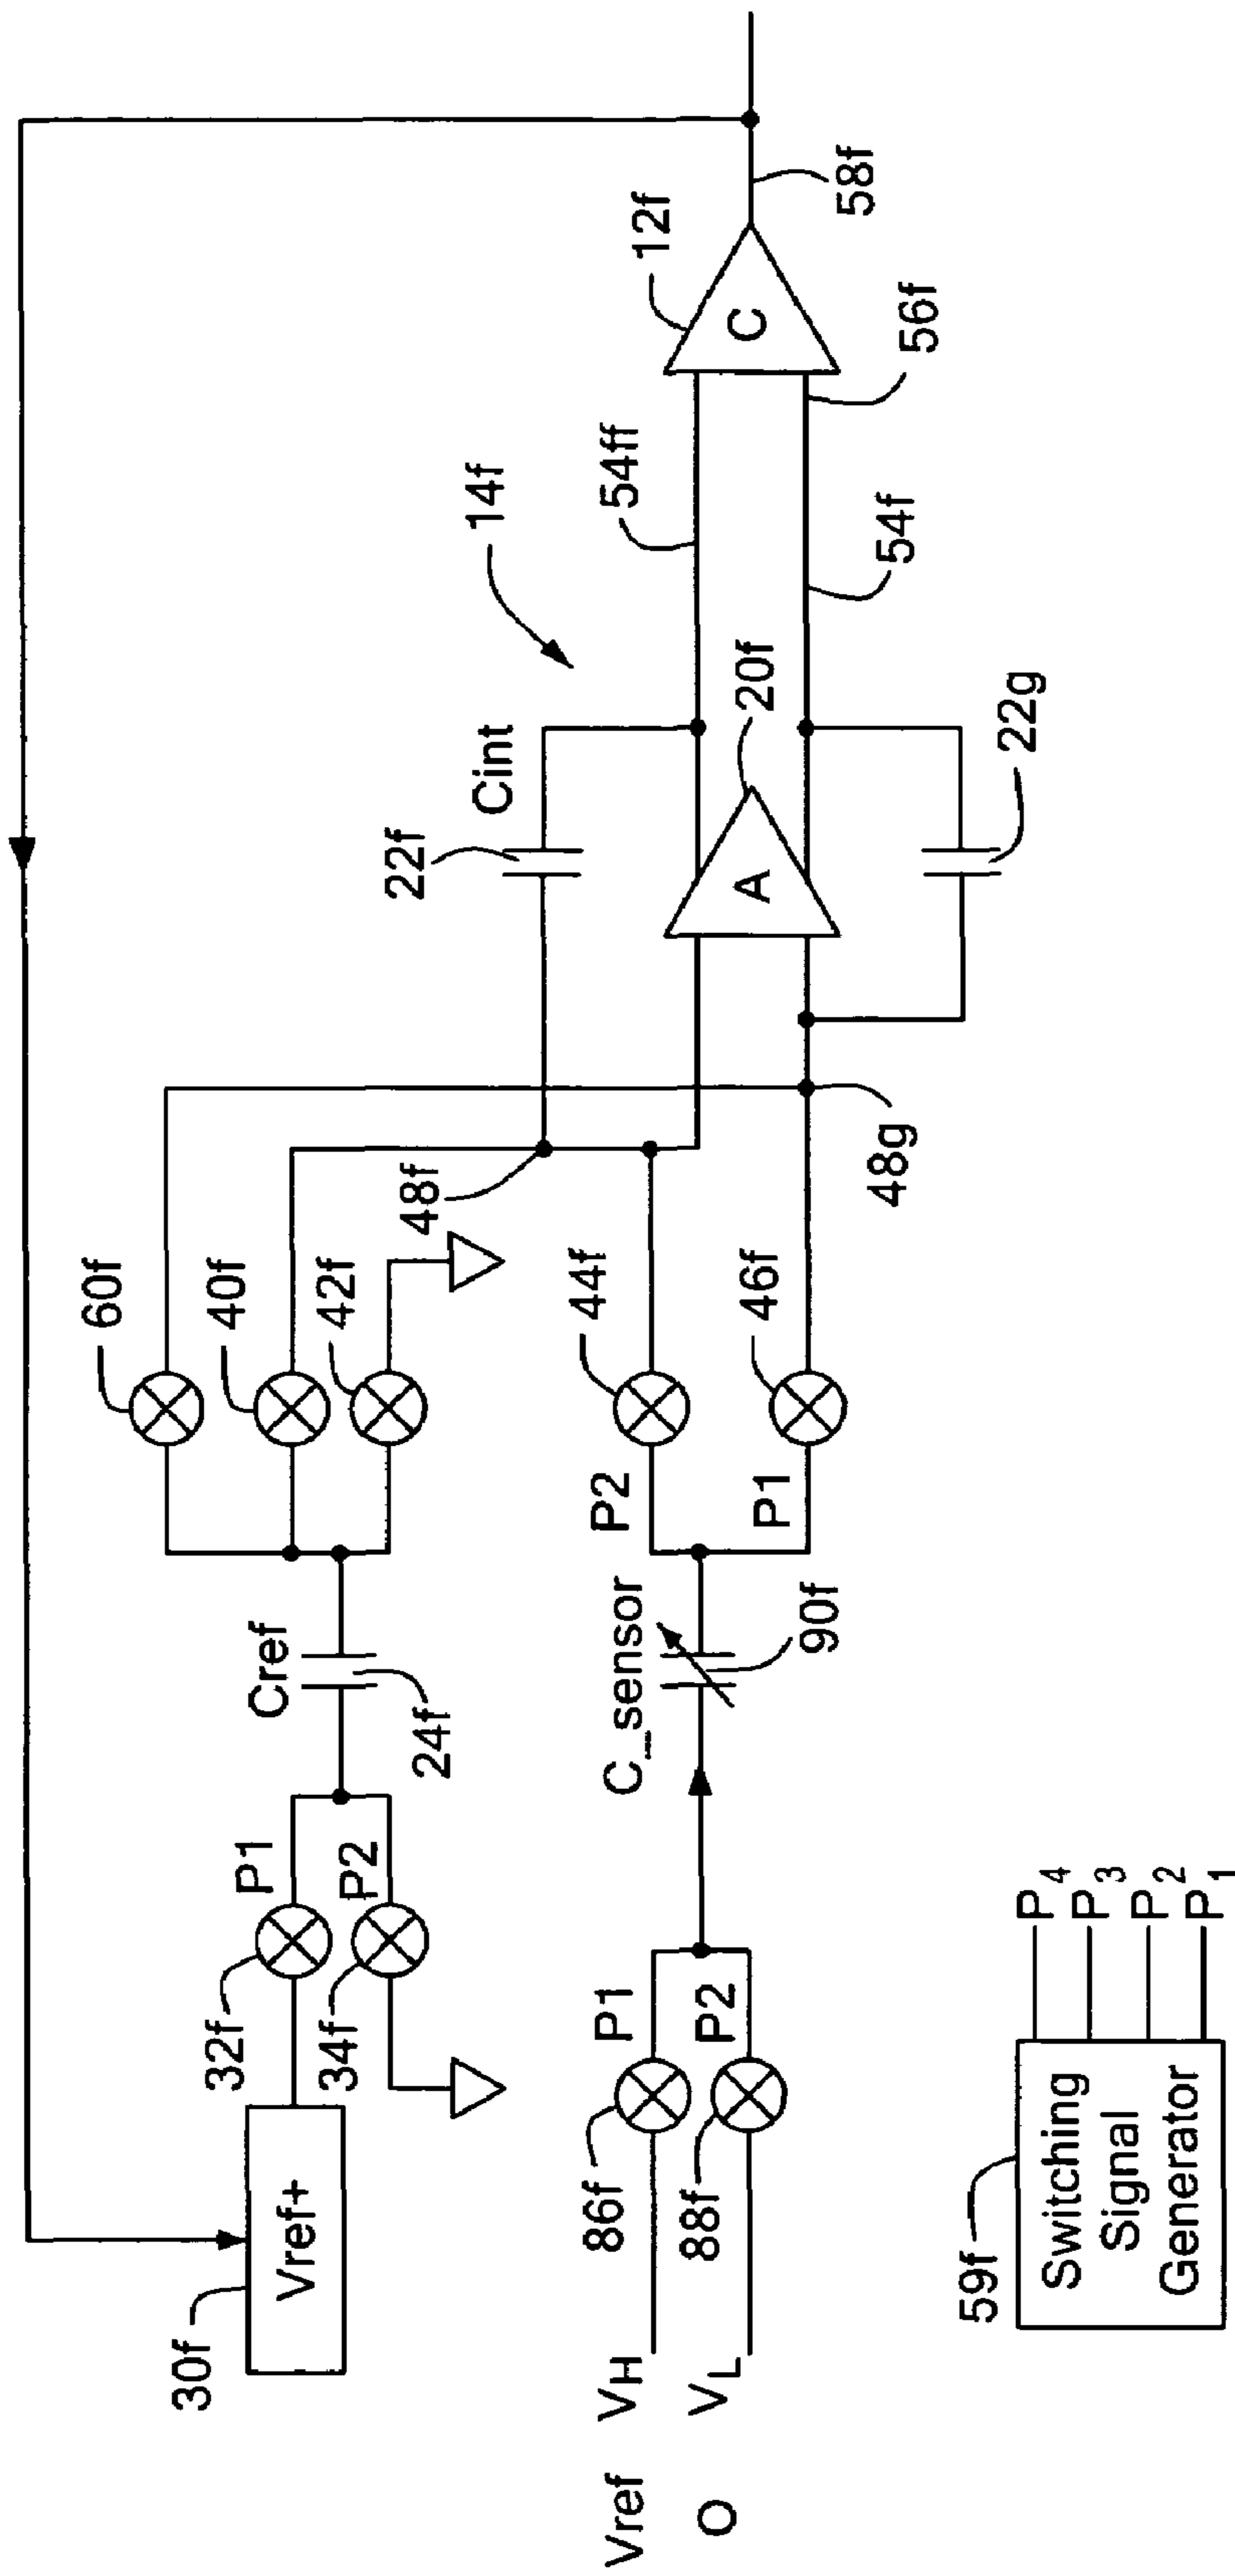 60f
40f
42f
Cref
24f
P1
P2
32f
34f
Vref+
30f
48f
22f
Cint
14f
54ff
12f
C
58f
56f
54f
20f
A
22g
48g
44f
46f
P2
P1
C_sensor
90f
P1
P2
86f
88f
Vref VH
O VL
59f
Switching
Signal
Generator
P4
P3
P2
P1